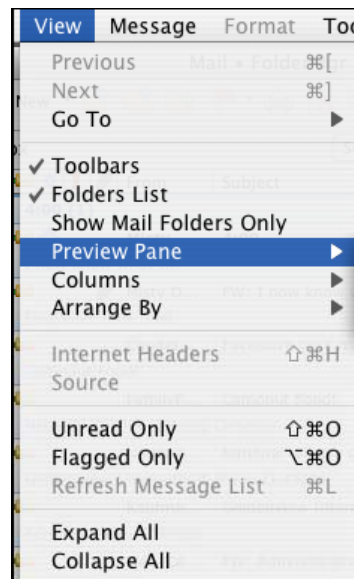 View Message Format Too
Previous ⌘[
Next ⌘]
Go To ▶
✓ Toolbars
✓ Folders List
Show Mail Folders Only
Preview Pane ▶
Columns ▶
Arrange By ▶
Internet Headers ⇧⌘H
Source
Unread Only ⇧⌘O
Flagged Only ⌥⌘O
Refresh Message List ⌘L
Expand All
Collapse All